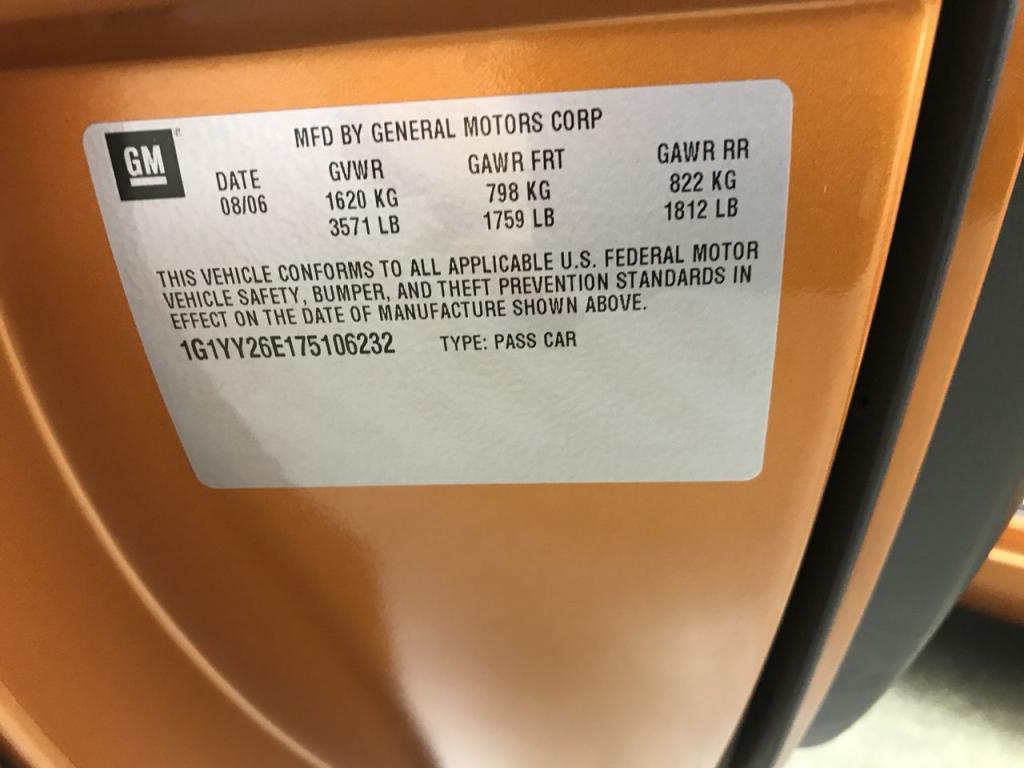 GM
MFD BY GENERAL MOTORS CORP
DATE GVWR GAWR FRT GAWR RR
08/06 1620 KG 798 KG 822 KG
3571 LB 1759 LB 1812 LB
THIS VEHICLE CONFORMS TO ALL APPLICABLE U.S. FEDERAL MOTOR
VEHICLE SAFETY, BUMPER, AND THEFT PREVENTION STANDARDS IN
EFFECT ON THE DATE OF MANUFACTURE SHOWN ABOVE.
1G1YY26E175106232 TYPE: PASS CAR